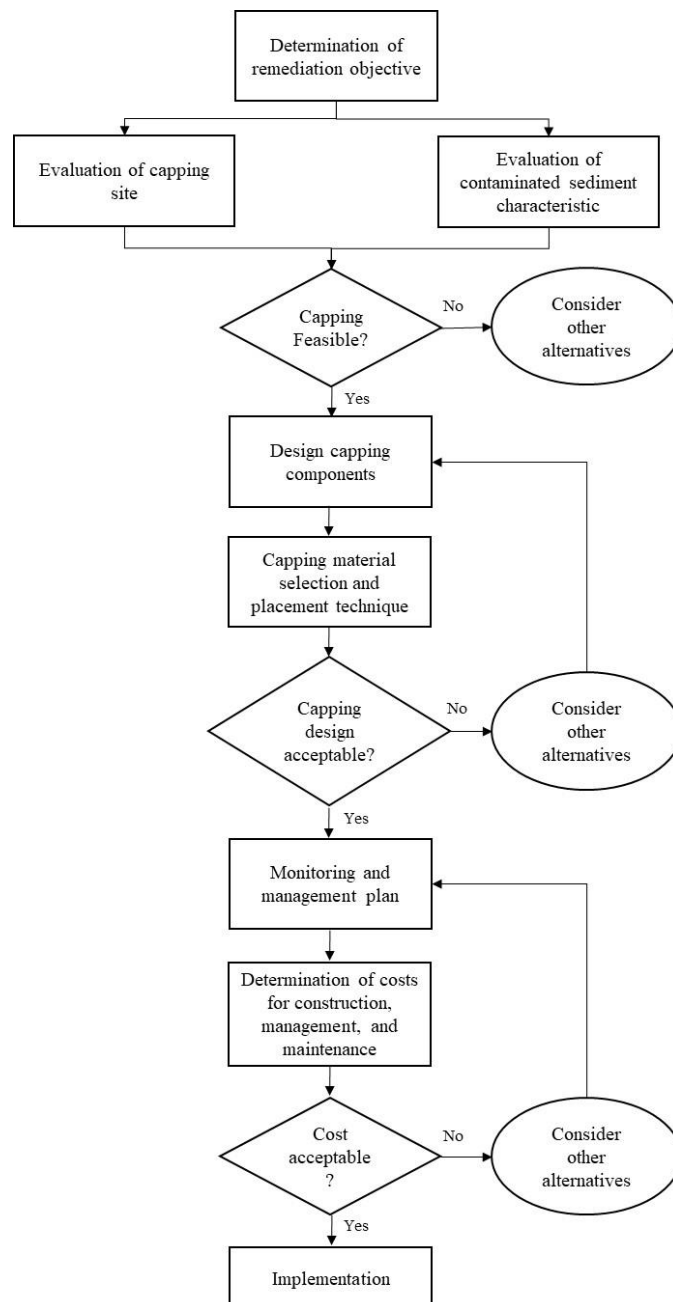 Determination of
remediation objective
Evaluation of capping
site
Evaluation of
contaminated sediment
characteristic
Capping
Feasible?
No
Consider
other
alternatives
Yes
Design capping
components
Capping material
selection and
placement technique
Capping
design
acceptable?
No
Consider
other
alternatives
Yes
Monitoring and
management plan
Determination of costs
for construction,
management, and
maintenance
Cost
acceptable
?
No
Consider
other
alternatives
Yes
Implementation